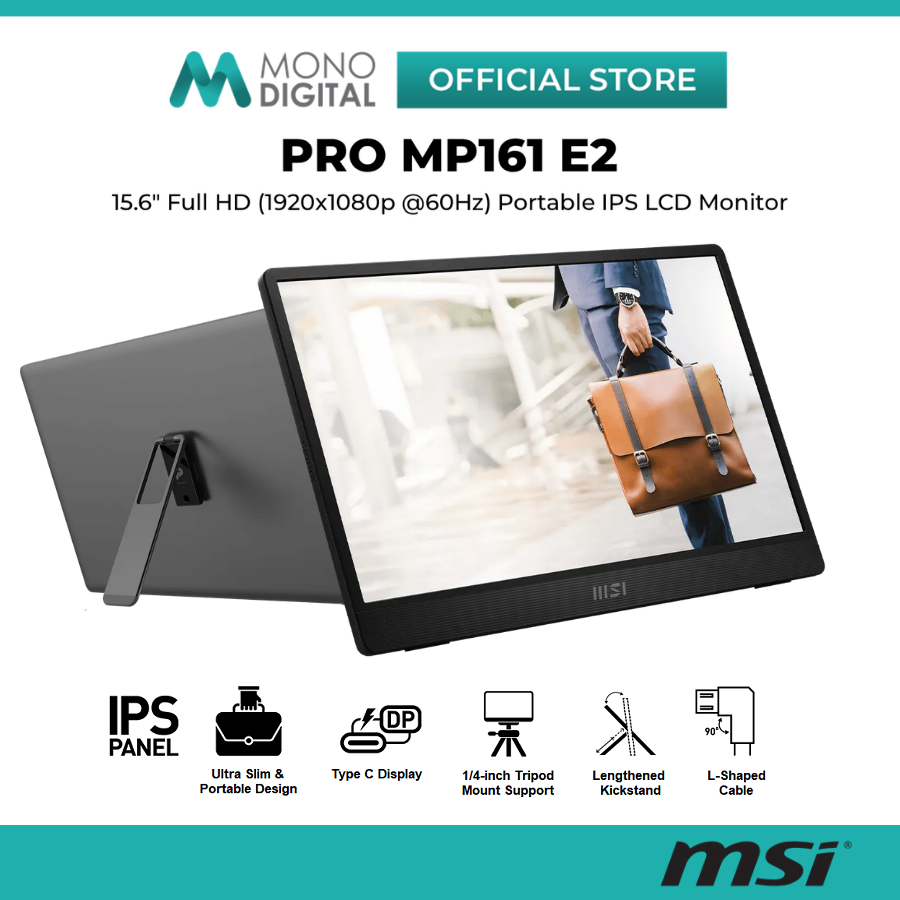 MONO
DIGITAL
OFFICIAL STORE
PRO MP161 E2
15.6" Full HD (1920x1080p @60Hz) Portable IPS LCD Monitor
msi
IPS
PANEL
DP
90°
Ultra Slim &
Portable Design
Type C Display
1/4-inch Tripod
Mount Support
Lengthened
Kickstand
L-Shaped
Cable
msi®